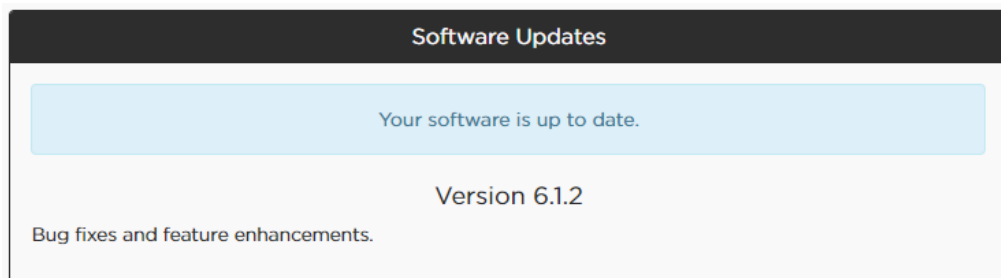 Software Updates
Your software is up to date.
Version 6.1.2
Bug fixes and feature enhancements.